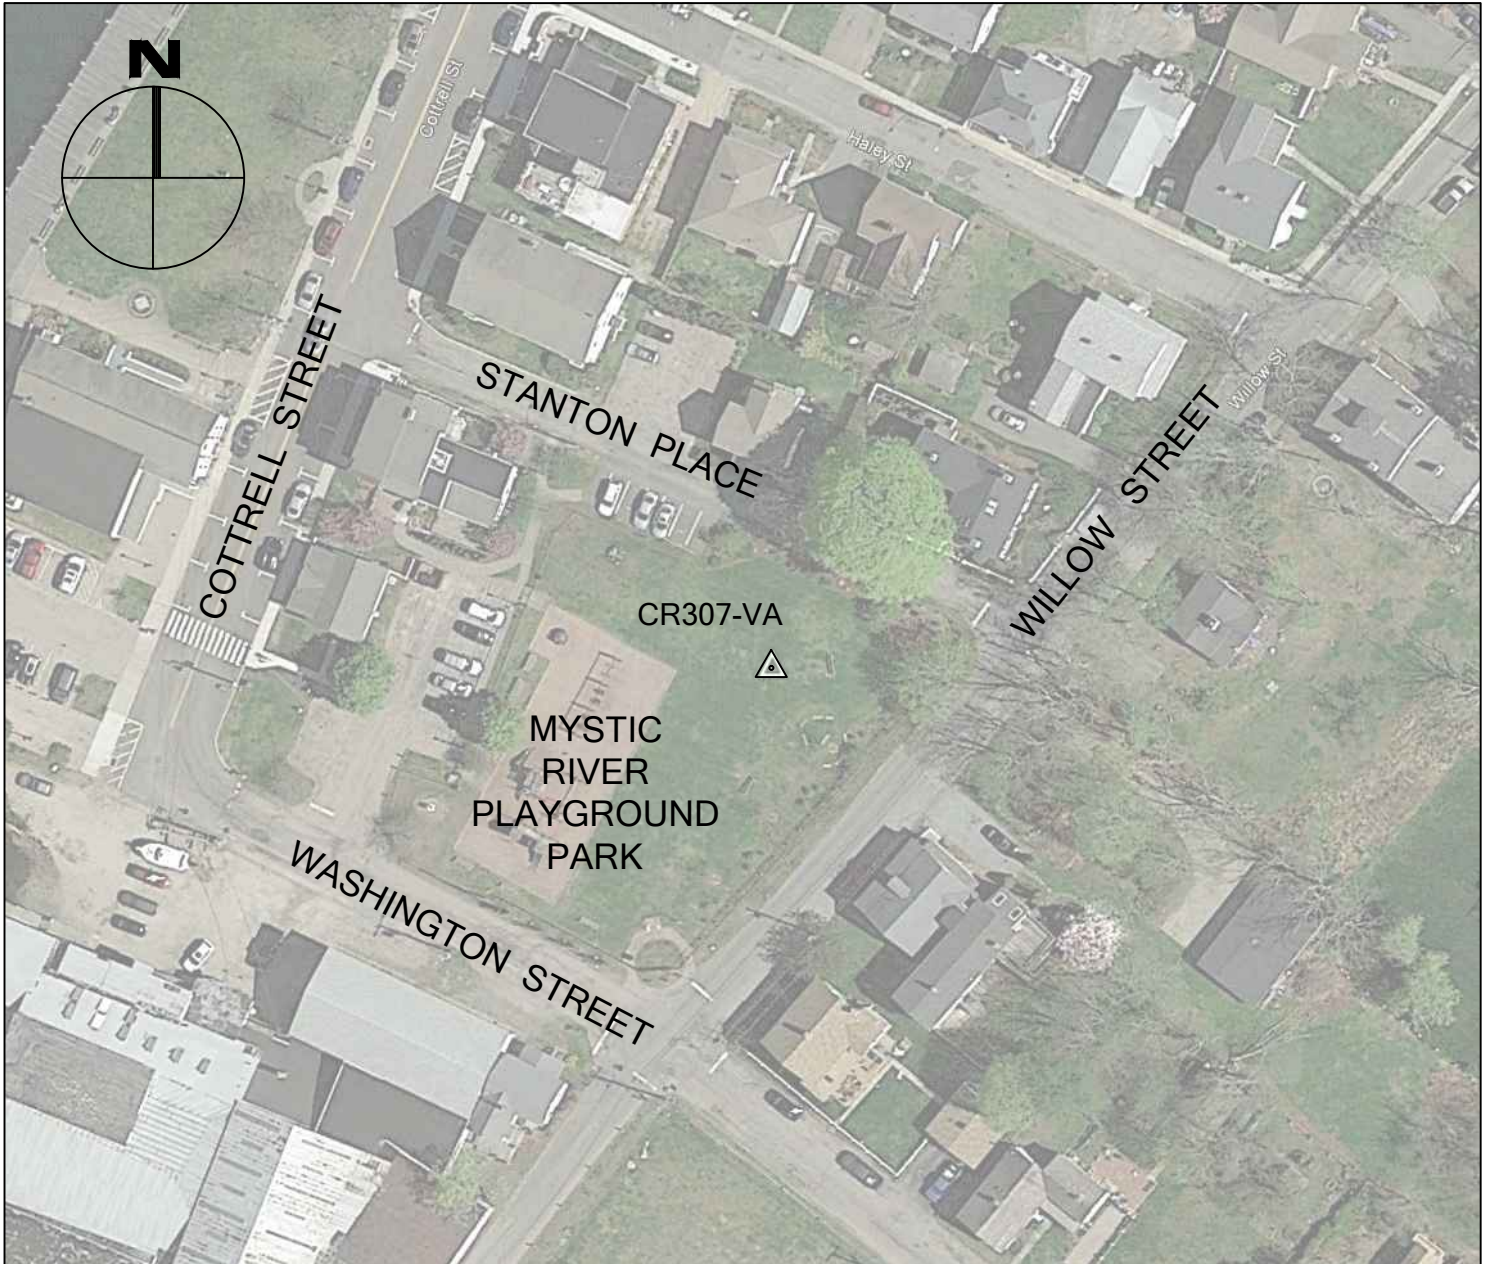 N
Cottrell St
Haley St
Willow St
COTTRELL STREET
STANTON PLACE
WILLOW STREET
CR307-VA
MYSTIC
RIVER
PLAYGROUND
PARK
WASHINGTON STREET